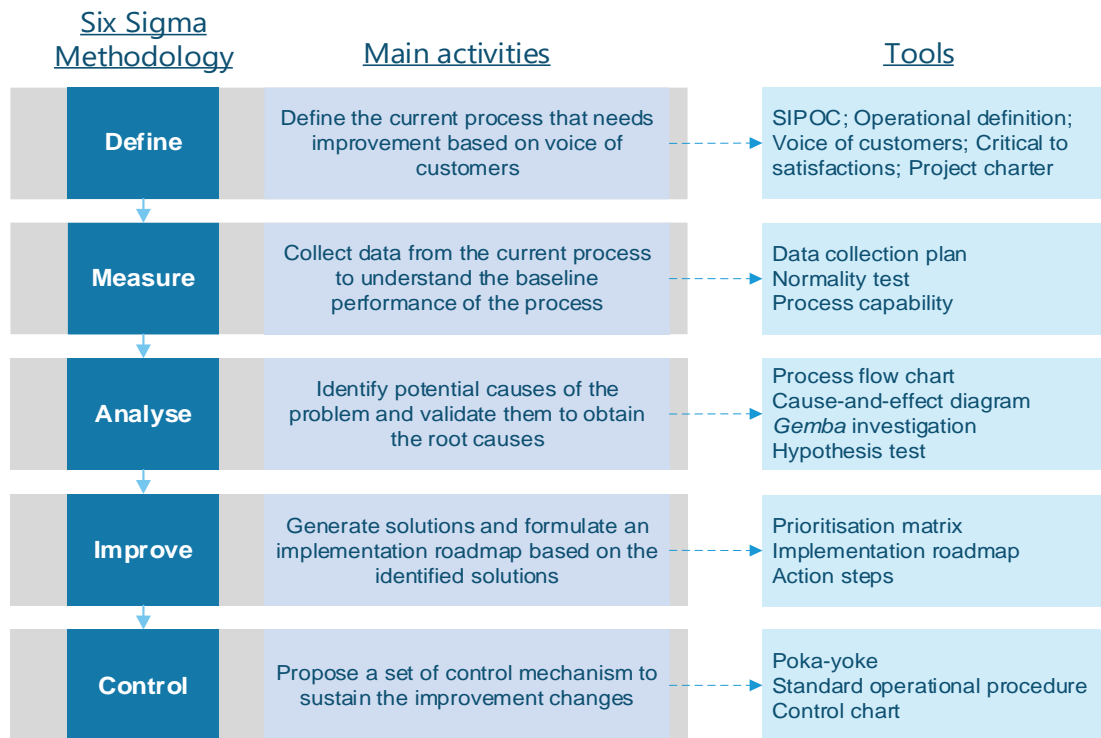 Six Sigma
Methodology
Main activities
Tools
Define
Define the current process that needs
improvement based on voice of
customers
SIPOC; Operational definition;
Voice of customers; Critical to
satisfactions; Project charter
Measure
Collect data from the current process
to understand the baseline
performance of the process
Data collection plan
Normality test
Process capability
Analyse
Identify potential causes of the
problem and validate them to obtain
the root causes
Process flow chart
Cause-and-effect diagram
Gemba investigation
Hypothesis test
Improve
Generate solutions and formulate an
implementation roadmap based on the
identified solutions
Prioritisation matrix
Implementation roadmap
Action steps
Control
Propose a set of control mechanism to
sustain the improvement changes
Poka-yoke
Standard operational procedure
Control chart